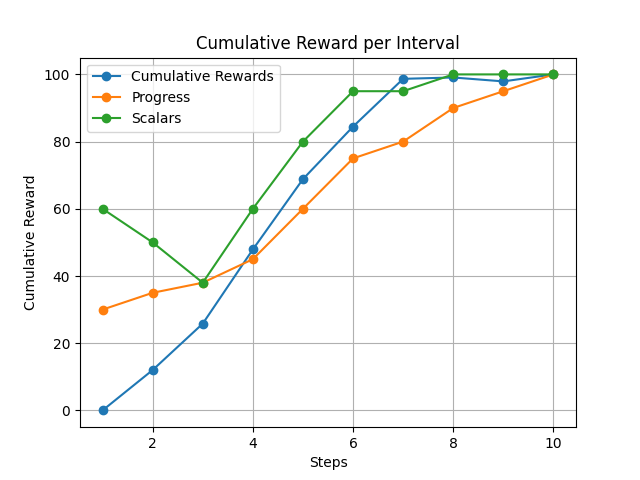 Cumulative Reward per Interval
Cumulative Rewards
Progress
Scalars
Cumulative Reward
100
80
60
40
20
0
2 4 6 8 10
Steps